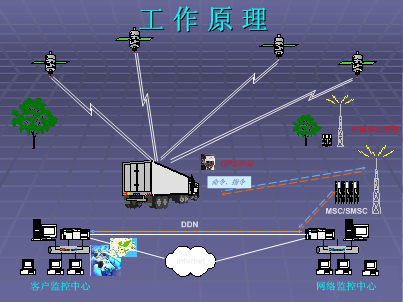 工作原理
命令、指令
MSC/SMSC
DDN
Internet
客户监控中心
网络监控中心